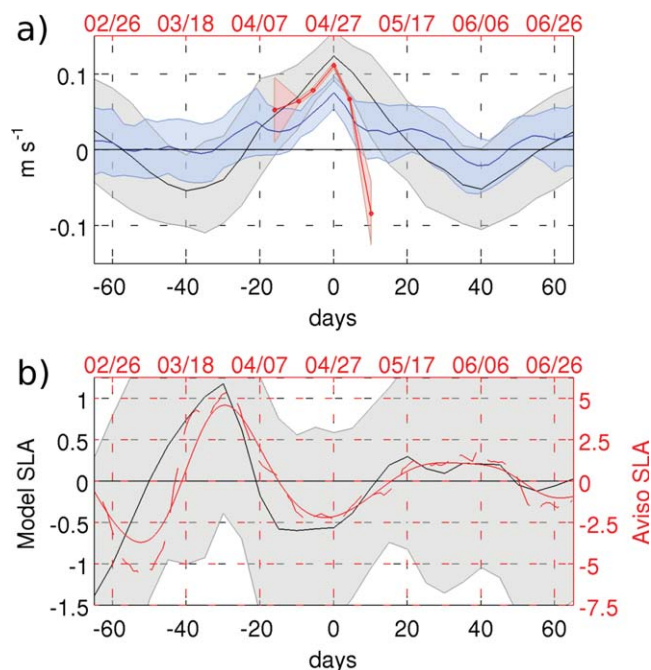 a)
02/26 03/18 04/07 04/27 05/17 06/06 06/26
0.1
0
-0.1
m s⁻¹
-60 -40 -20 0 20 40 60
days
b)
02/26 03/18 04/07 04/27 05/17 06/06 06/26
1 5
0.5 2.5
0 0
-0.5 -2.5
-1 -5
-1.5 -7.5
Model SLA
Aviso SLA
-60 -40 -20 0 20 40 60
days